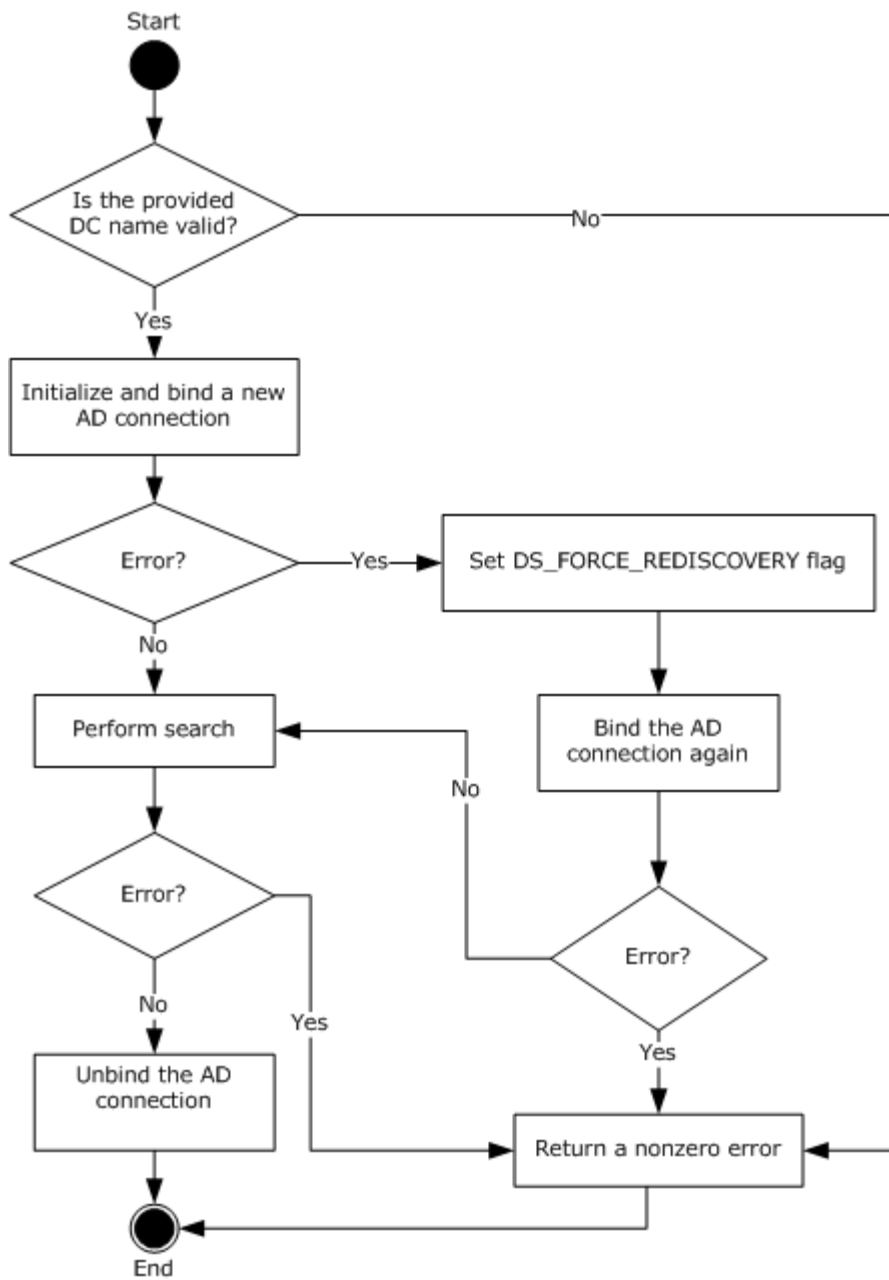 Start
Is the provided
DC name valid?
No
Yes
Initialize and bind a new
AD connection
Error?
Yes
Set DS_FORCE_REDISCOVERY flag
No
Perform search
Bind the AD
connection again
No
Error?
Error?
No
Yes
Yes
Unbind the AD
connection
Return a nonzero error
End